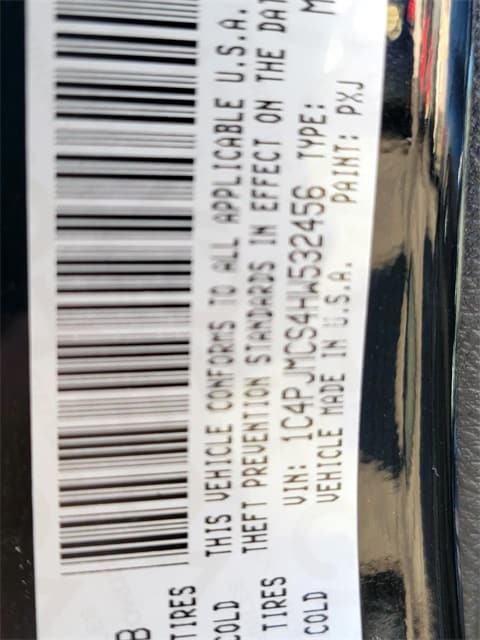 THIS VEHICLE CONFORMS TO ALL APPLICABLE U.S.A.
THEFT PREVENTION STANDARDS IN EFFECT ON THE DAT
VIN: 1C4PJMCS4HW532456 TYPE: M
VEHICLE MADE IN U.S.A. PAINT: PXJ
B
TIRES
COLD
TIRES
COLD